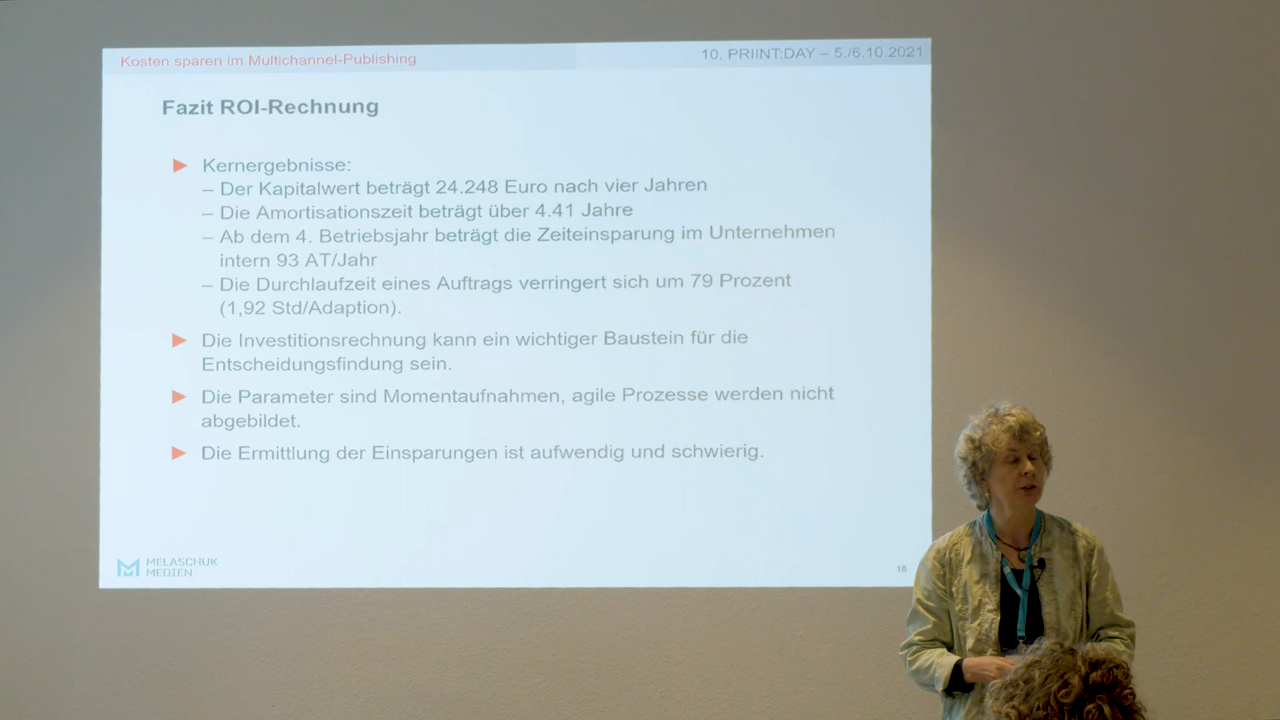 Kosten sparen im Multichannel-Publishing
10. PRIINT:DAY – 5./6.10.2021
Fazit ROI-Rechnung
Kernergebnisse:
– Der Kapitalwert beträgt 24.248 Euro nach vier Jahren
– Die Amortisationszeit beträgt über 4.41 Jahre
– Ab dem 4. Betriebsjahr beträgt die Zeiteinsparung im Unternehmen
intern 93 AT/Jahr
– Die Durchlaufzeit eines Auftrags verringert sich um 79 Prozent
(1,92 Std/Adaption).
Die Investitionsrechnung kann ein wichtiger Baustein für die
Entscheidungsfindung sein.
Die Parameter sind Momentaufnahmen, agile Prozesse werden nicht
abgebildet.
Die Ermittlung der Einsparungen ist aufwendig und schwierig.
MELASCHUK
MEDIEN
18